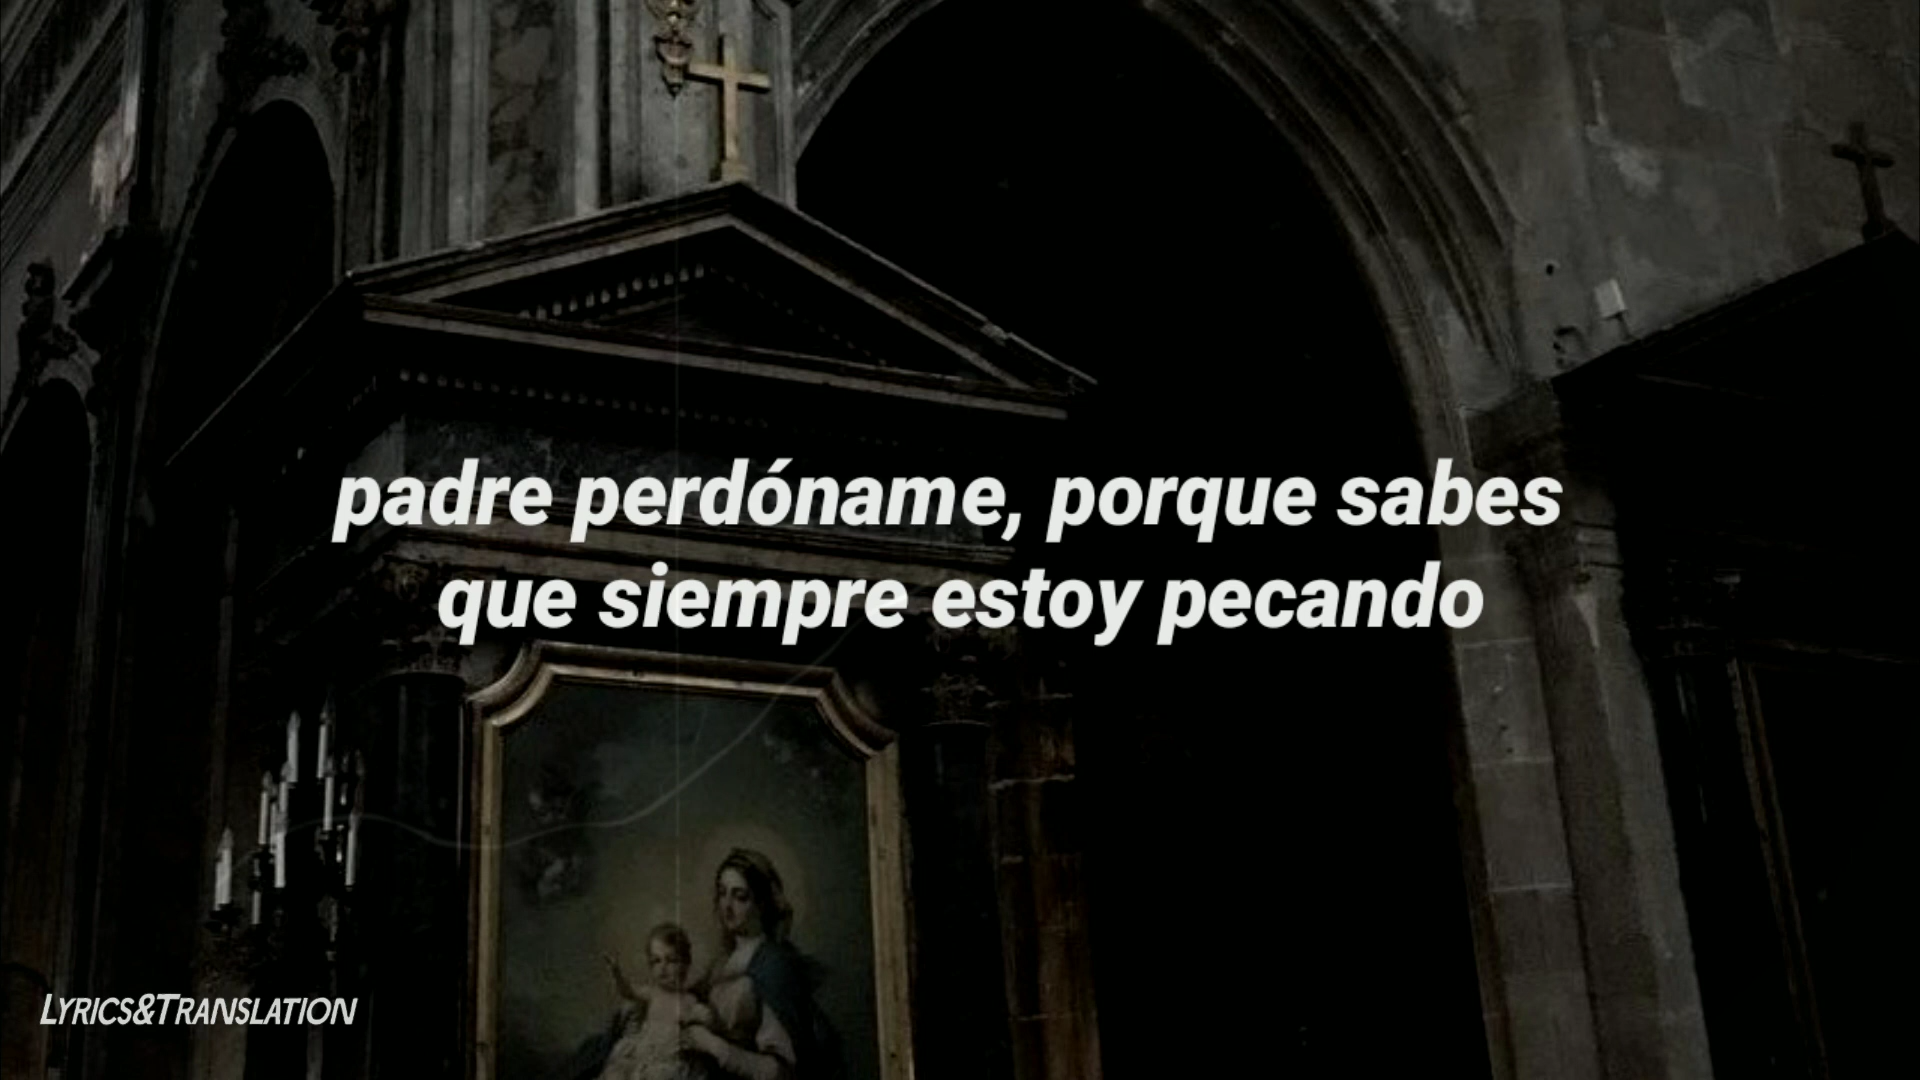 padre perdóname, porque sabes
que siempre estoy pecando
LYRICS&TRANSLATION